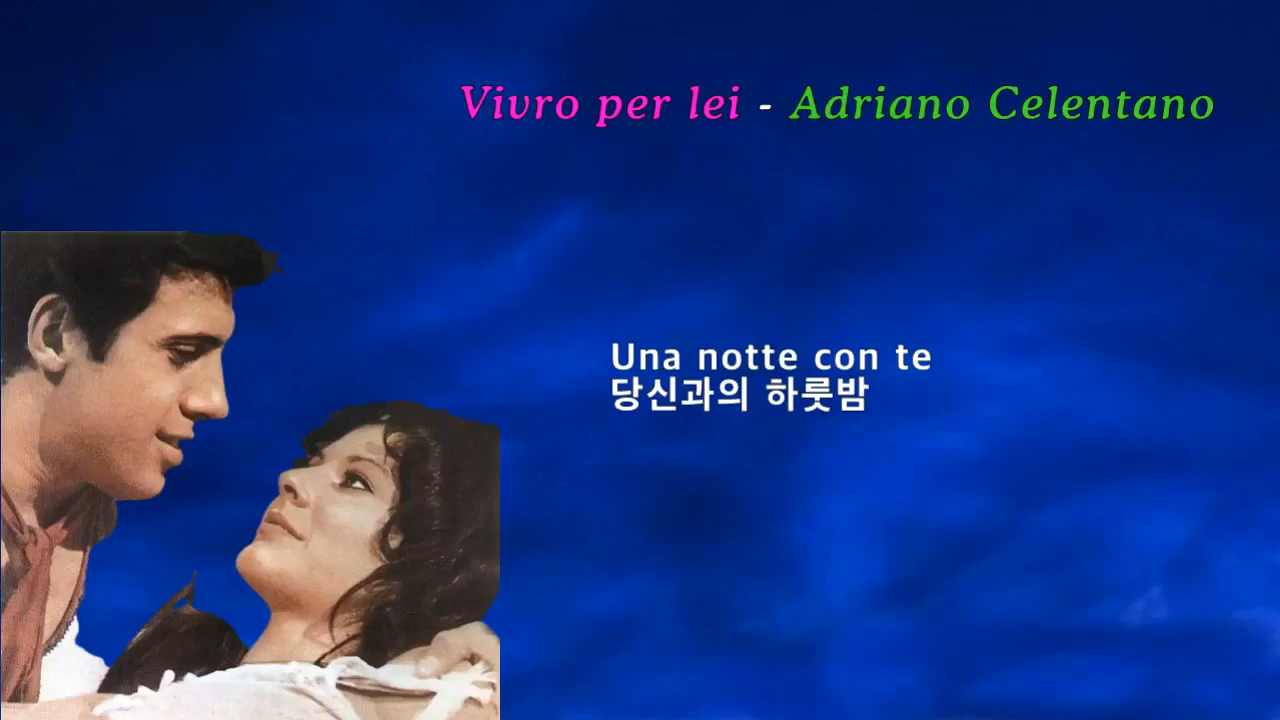 Vivro per lei - Adriano Celentano
Una notte con te
당신과의 하룻밤